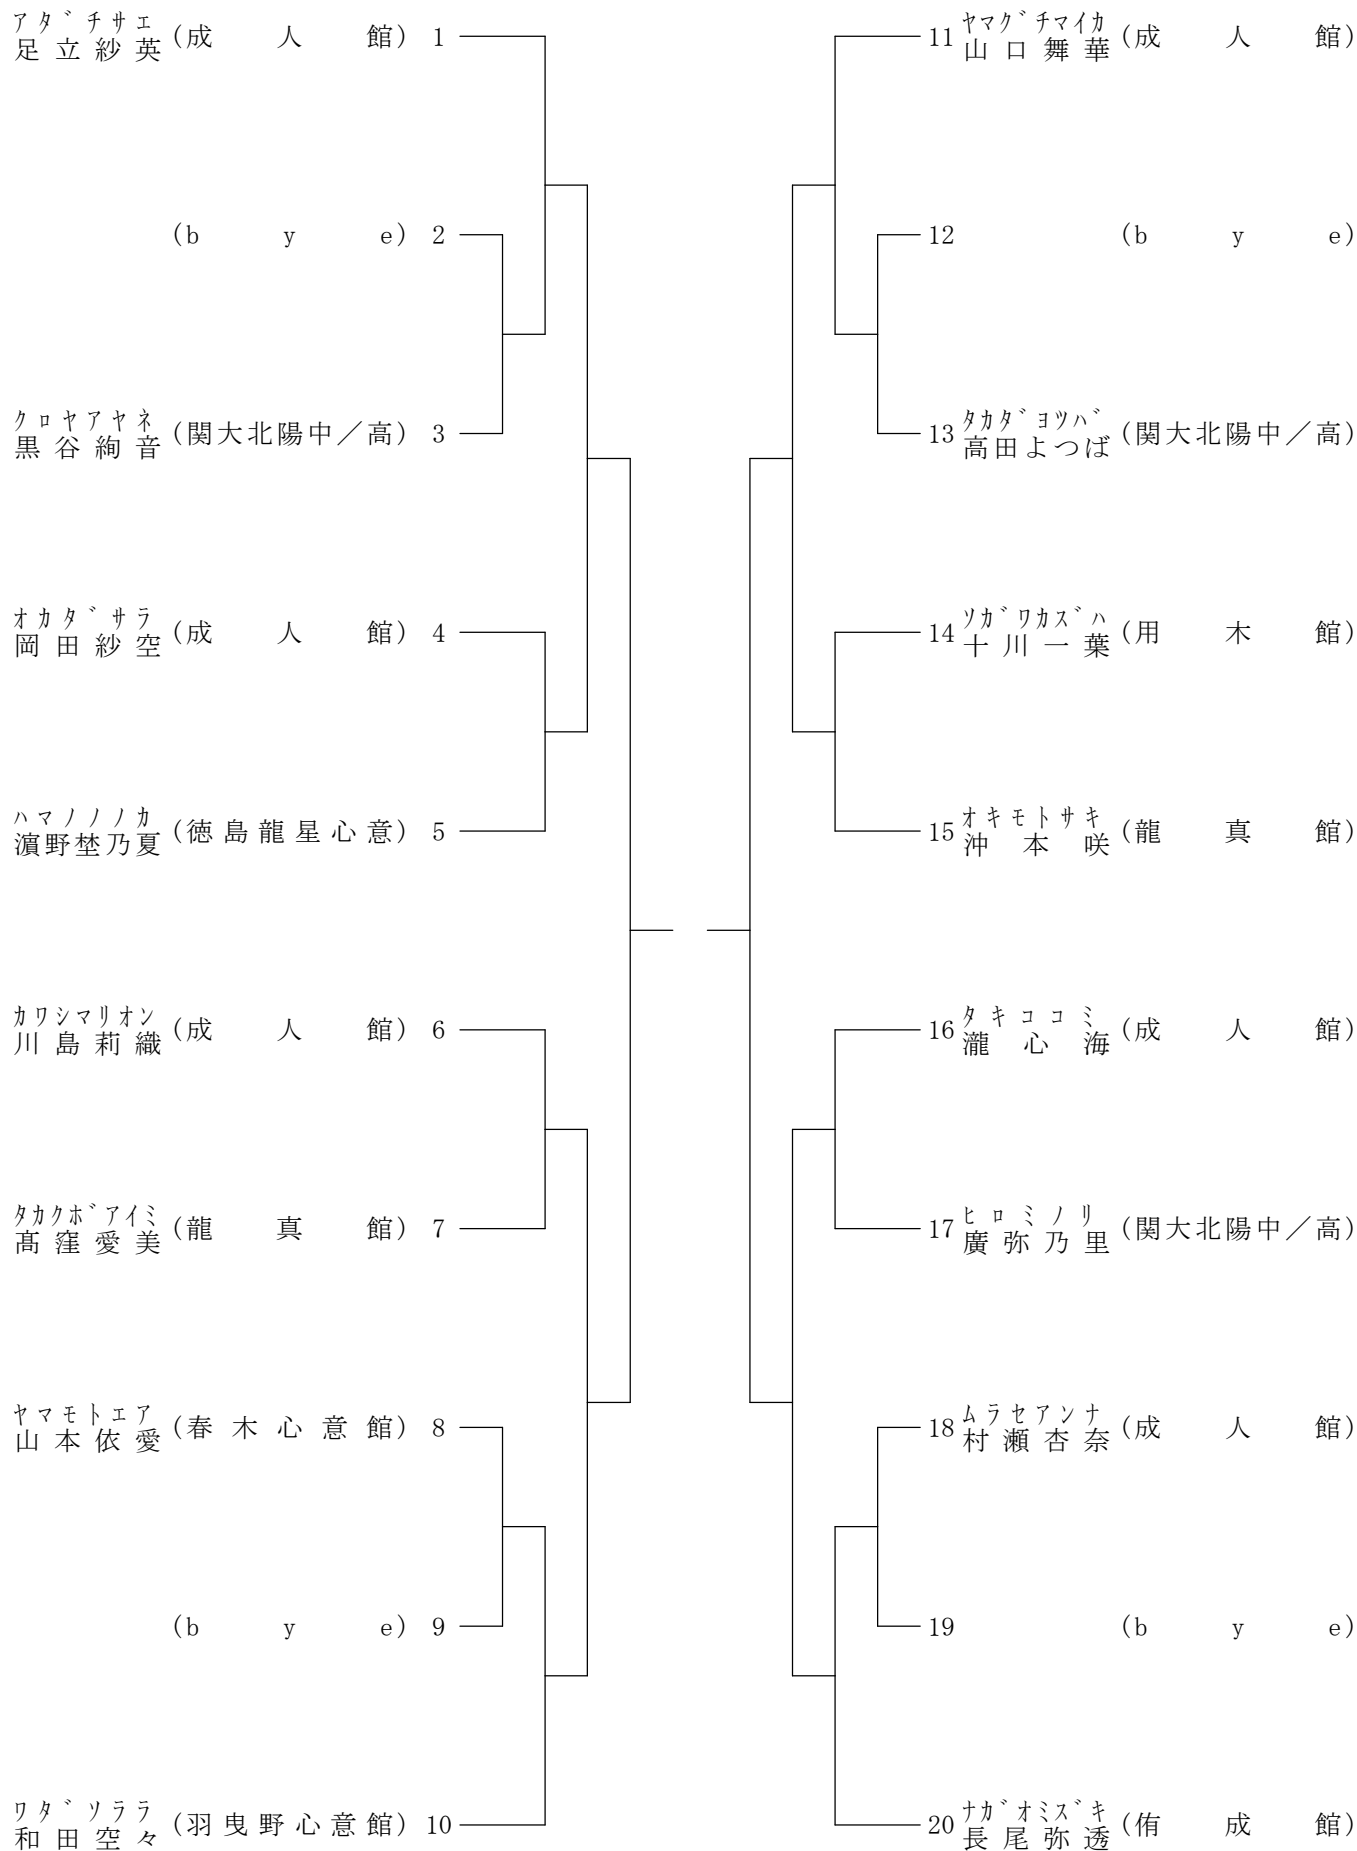 アダチサエ
足立紗英 (成人館) 1
(bye) 2
クロヤアヤネ
黒谷絢音 (関大北陽中／高) 3
オカダサラ
岡田紗空 (成人館) 4
ハマノノノカ
濵野埜乃夏 (徳島龍星心意) 5
カワシマリオン
川島莉織 (成人館) 6
タカクボアイミ
髙窪愛美 (龍真館) 7
ヤマモトエア
山本依愛 (春木心意館) 8
(bye) 9
ワダソララ
和田空々 (羽曳野心意館) 10
ヤマグチマイカ
11 山口舞華 (成人館)
12 (bye)
タカダヨツバ
13 高田よつば (関大北陽中／高)
ソガワカズハ
14 十川一葉 (用木館)
オキモトサキ
15 沖本咲 (龍真館)
タキココミ
16 瀧心海 (成人館)
ヒロミノリ
17 廣弥乃里 (関大北陽中／高)
ムラセアンナ
18 村瀬杏奈 (成人館)
19 (bye)
ナガオミズキ
20 長尾弥透 (侑成館)